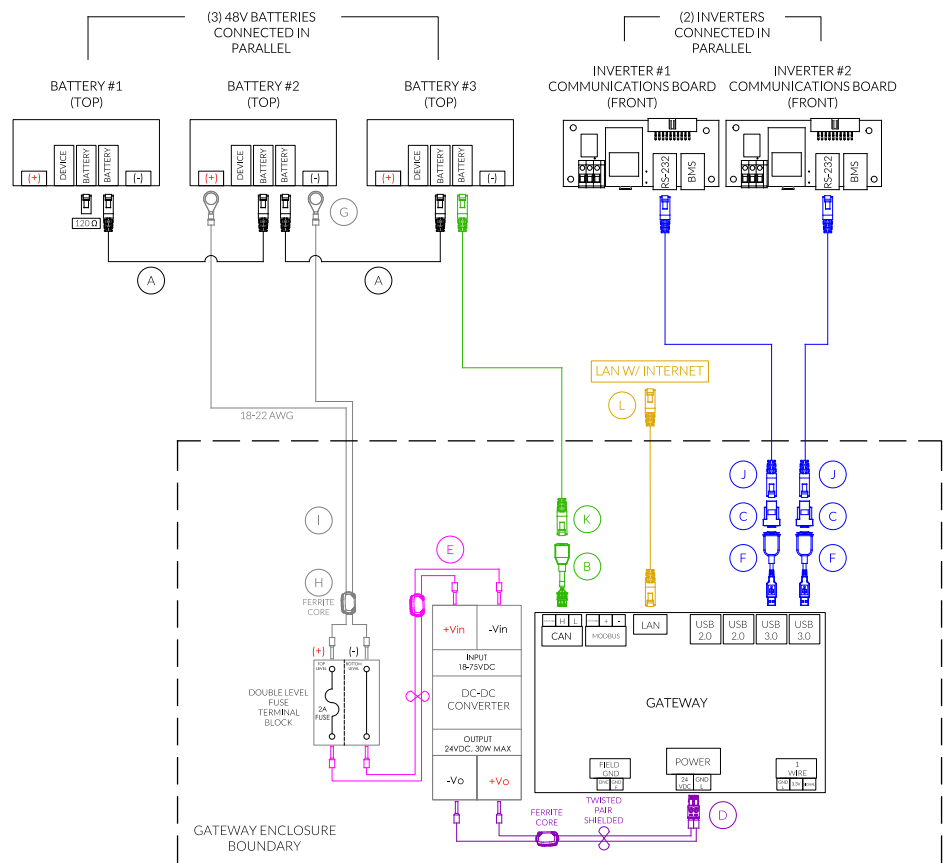 (3) 48V BATTERIES
CONNECTED IN
PARALLEL
(2) INVERTERS
CONNECTED IN
PARALLEL
BATTERY #1
(TOP)
BATTERY #2
(TOP)
BATTERY #3
(TOP)
INVERTER #1
COMMUNICATIONS BOARD
(FRONT)
INVERTER #2
COMMUNICATIONS BOARD
(FRONT)
(+)
DEVICE
BATTERY
BATTERY
(-)
(+)
DEVICE
BATTERY
BATTERY
(-)
(+)
DEVICE
BATTERY
BATTERY
(-)
RS-232
BMS
RS-232
BMS
120 Ω
G
A
A
LAN W/ INTERNET
L
18-22 AWG
J
J
K
C
C
I
E
B
F
F
H
FERRITE
CORE
(+)
(-)
TOP
LEVEL
BOTTOM
LEVEL
DOUBLE LEVEL
FUSE
TERMINAL
BLOCK
2A
FUSE
+Vin
-Vin
INPUT
18-75VDC
DC-DC
CONVERTER
OUTPUT
24VDC, 30W MAX
-Vo
+Vo
H
L
CAN
+
-
MODBUS
LAN
USB
2.0
USB
2.0
USB
3.0
USB
3.0
GATEWAY
FIELD
GND
POWER
24
VDC
GND
L
1
WIRE
FERRITE
CORE
TWISTED
PAIR
SHIELDED
D
GATEWAY ENCLOSURE
BOUNDARY